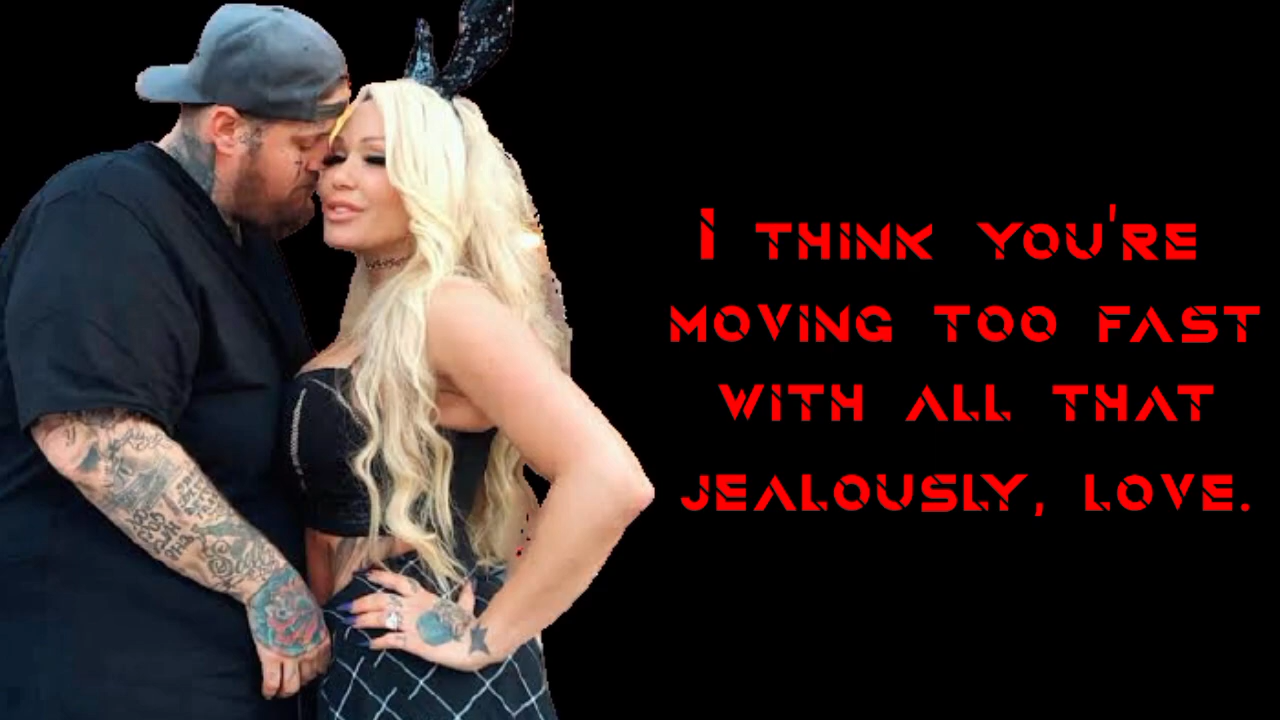 I THINK YOU'RE
MOVING TOO FAST
WITH ALL THAT
JEALOUSLY, LOVE.